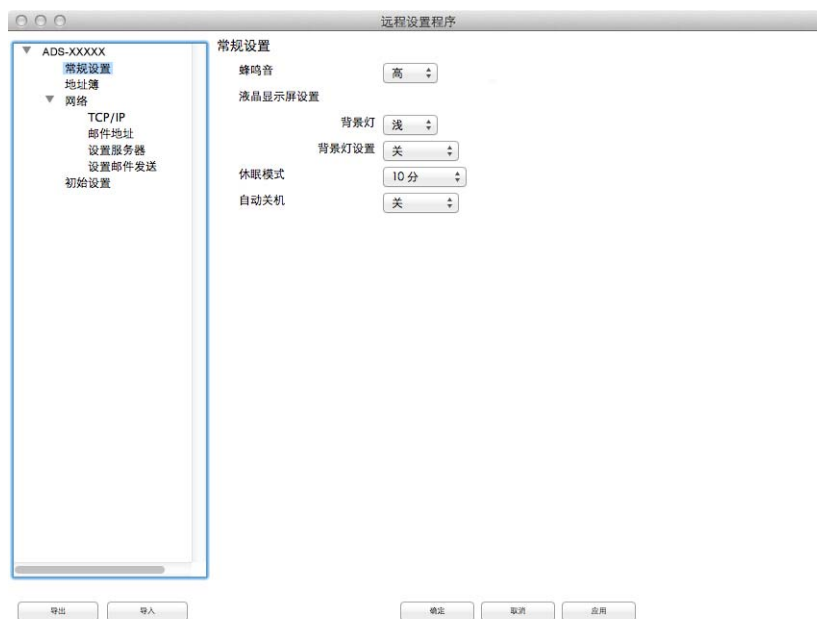 远程设置程序
ADS-XXXXX
常规设置
地址簿
网络
TCP/IP
邮件地址
设置服务器
设置邮件发送
初始设置
常规设置
蜂鸣音 高
液晶显示屏设置
背景灯 浅
背景灯设置 关
休眠模式 10 分
自动关机 关
导出 导入 确定 取消 应用